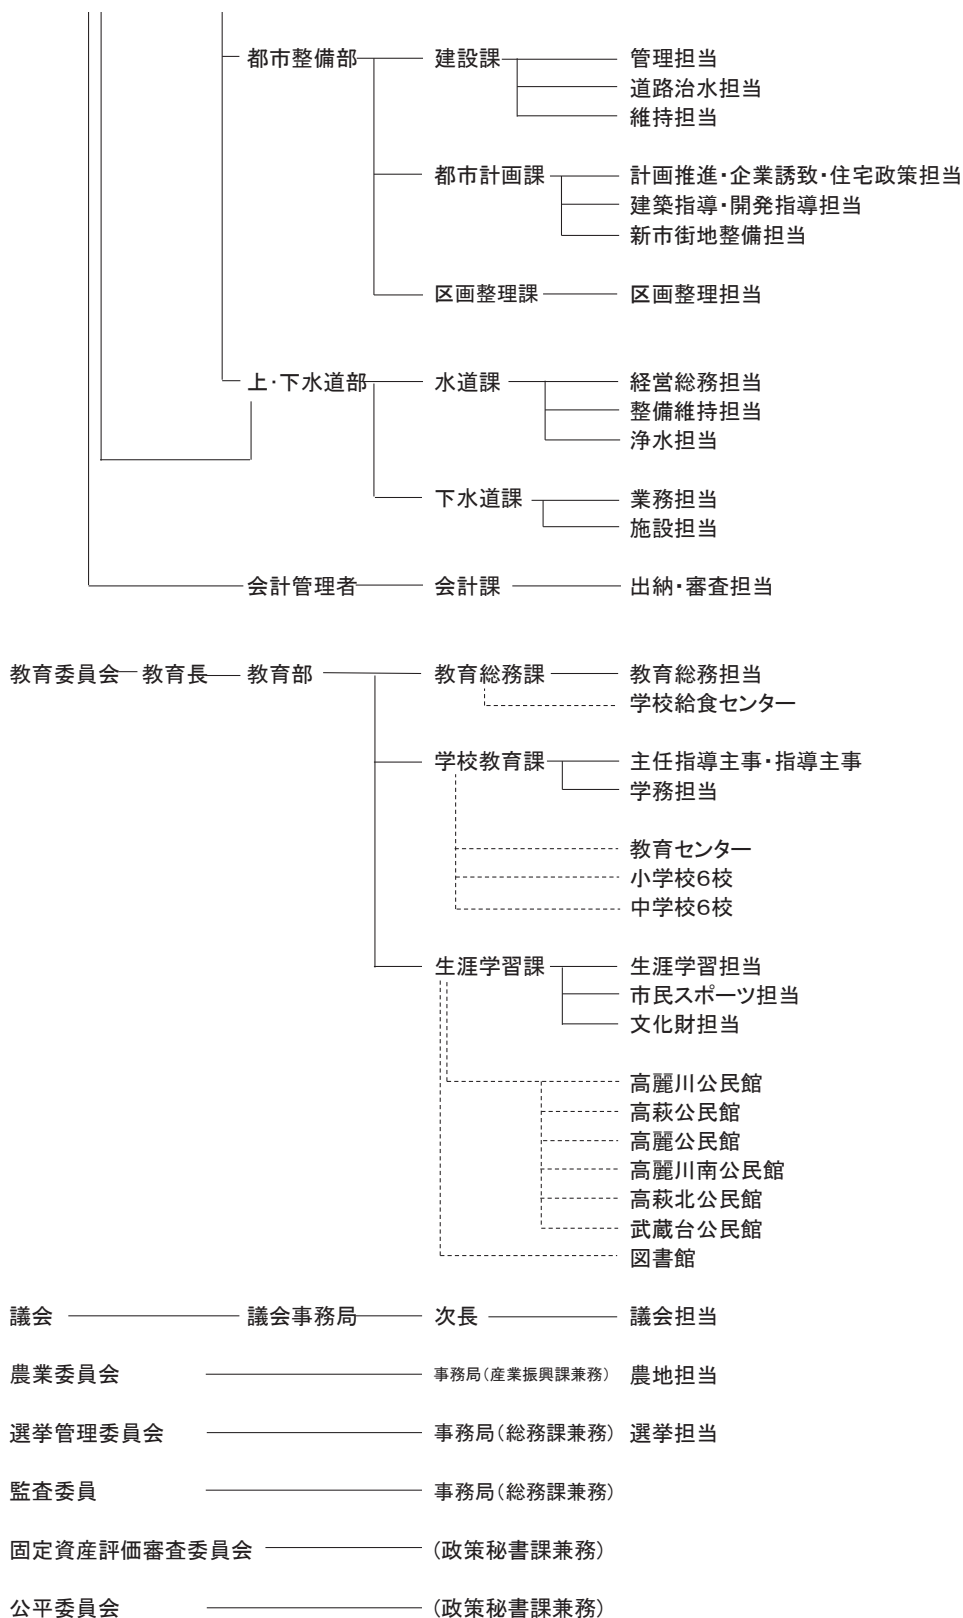 都市整備部 建設課 管理担当
道路治水担当
維持担当
都市計画課 計画推進・企業誘致・住宅政策担当
建築指導・開発指導担当
新市街地整備担当
区画整理課 区画整理担当
上・下水道部 水道課 経営総務担当
整備維持担当
浄水担当
下水道課 業務担当
施設担当
会計管理者 会計課 出納・審査担当
教育委員会 教育長 教育部 教育総務課 教育総務担当
学校給食センター
学校教育課 主任指導主事・指導主事
学務担当
教育センター
小学校6校
中学校6校
生涯学習課 生涯学習担当
市民スポーツ担当
文化財担当
高麗川公民館
高萩公民館
高麗公民館
高麗川南公民館
高萩北公民館
武蔵台公民館
図書館
議会 議会事務局 次長 議会担当
農業委員会 事務局(産業振興課兼務) 農地担当
選挙管理委員会 事務局(総務課兼務) 選挙担当
監査委員 事務局(総務課兼務)
固定資産評価審査委員会 (政策秘書課兼務)
公平委員会 (政策秘書課兼務)